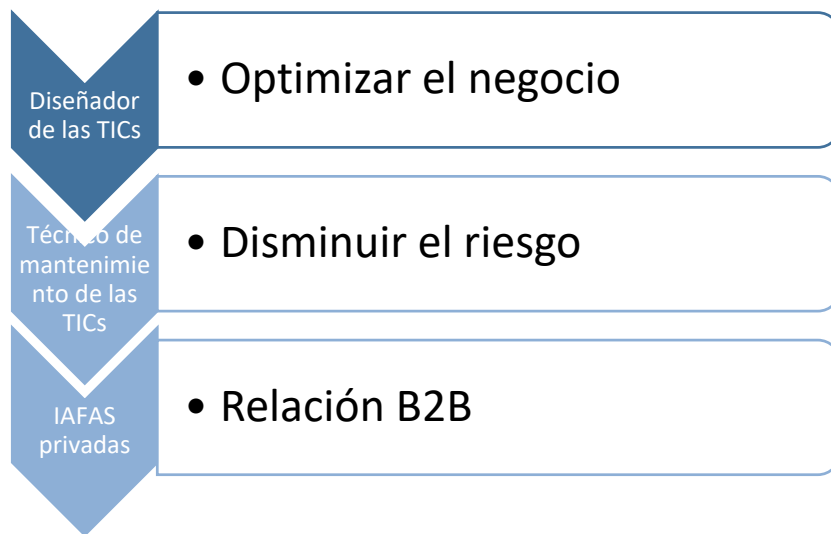 Diseñador
de las TICs
• Optimizar el negocio
Técnico de
mantenimie
nto de las
TICs
• Disminuir el riesgo
IAFAS
privadas
• Relación B2B